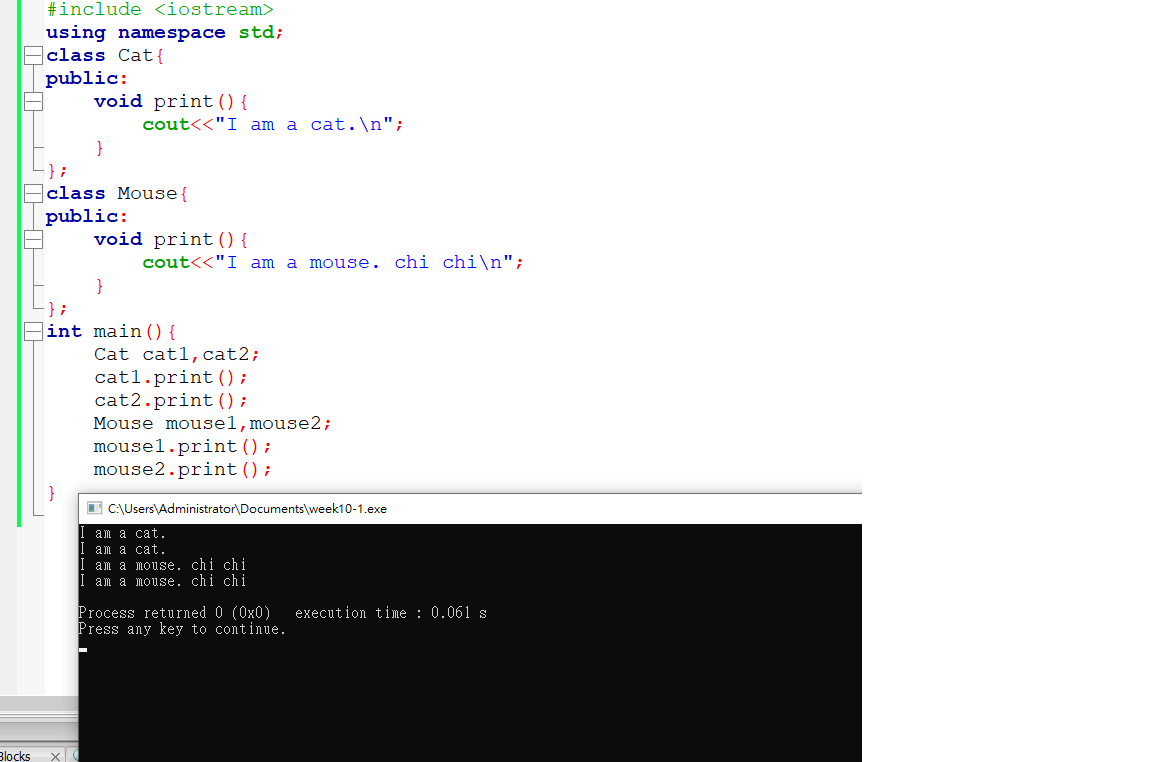 #include <iostream>
using namespace std;
class Cat{
public:
    void print(){
        cout<<"I am a cat.\n";
    }
};
class Mouse{
public:
    void print(){
        cout<<"I am a mouse. chi chi\n";
    }
};
int main(){
    Cat cat1,cat2;
    cat1.print();
    cat2.print();
    Mouse mouse1,mouse2;
    mouse1.print();
    mouse2.print();
}
C:\Users\Administrator\Documents\week10-1.exe
I am a cat.
I am a cat.
I am a mouse. chi chi
I am a mouse. chi chi
Process returned 0 (0x0)   execution time : 0.061 s
Press any key to continue.
Blocks